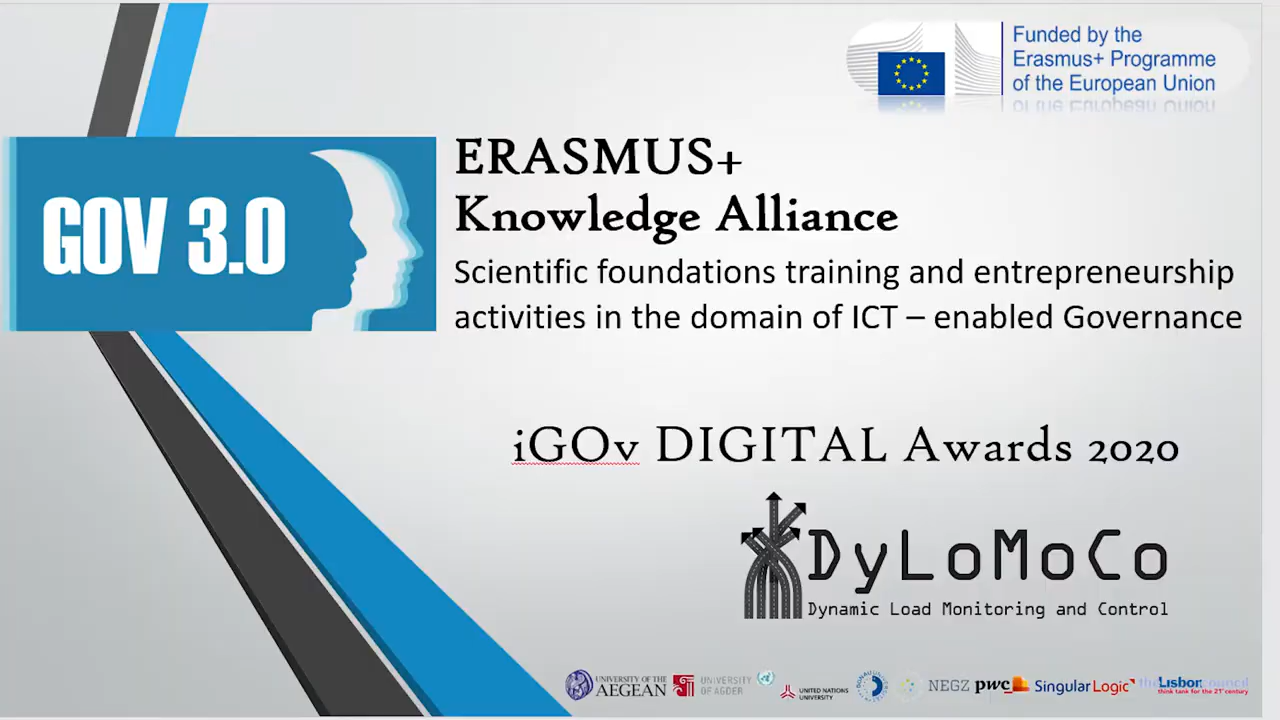 Funded by the
Erasmus+ Programme
of the European Union
GOV 3.0
ERASMUS+
Knowledge Alliance
Scientific foundations training and entrepreneurship
activities in the domain of ICT – enabled Governance
iGOv DIGITAL Awards 2020
DyLoMoCo
Dynamic Load Monitoring and Control
UNIVERSITY OF THE
AEGEAN
UNIVERSITY
OF AGDER
UNITED NATIONS
UNIVERSITY
NEGZ
pwc
SingularLogic
Lisbon council
think tank for the 21st century